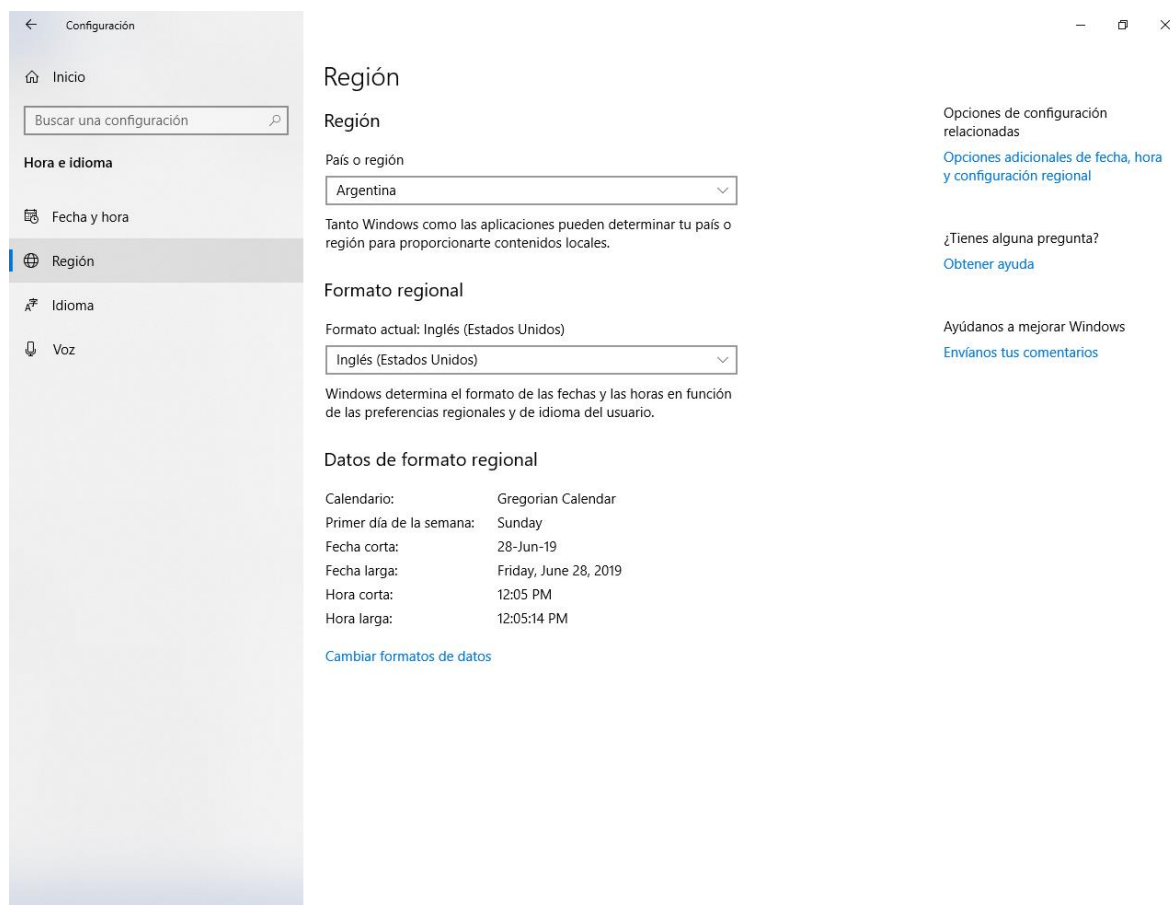 Configuración
Inicio
Buscar una configuración
Hora e idioma
Fecha y hora
Región
Idioma
Voz
Región
Región
País o región
Argentina
Tanto Windows como las aplicaciones pueden determinar tu país o
región para proporcionarte contenidos locales.
Formato regional
Formato actual: Inglés (Estados Unidos)
Inglés (Estados Unidos)
Windows determina el formato de las fechas y las horas en función
de las preferencias regionales y de idioma del usuario.
Datos de formato regional
Calendario: Gregorian Calendar
Primer día de la semana: Sunday
Fecha corta: 28-Jun-19
Fecha larga: Friday, June 28, 2019
Hora corta: 12:05 PM
Hora larga: 12:05:14 PM
Cambiar formatos de datos
Opciones de configuración
relacionadas
Opciones adicionales de fecha, hora
y configuración regional
¿Tienes alguna pregunta?
Obtener ayuda
Ayúdanos a mejorar Windows
Envíanos tus comentarios